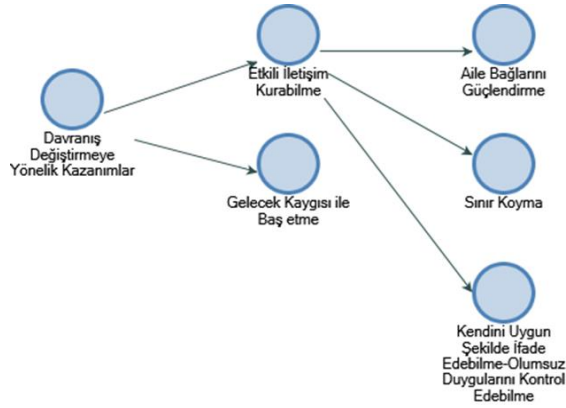 Etkili İletişim
Kurabilme
Aile Bağlarını
Güçlendirme
Davranış
Değiştirmeye
Yönelik Kazanımlar
Gelecek Kaygısı ile
Baş etme
Sınır Koyma
Kendini Uygun
Şekilde İfade
Edebilme-Olumsuz
Duygularını Kontrol
Edebilme